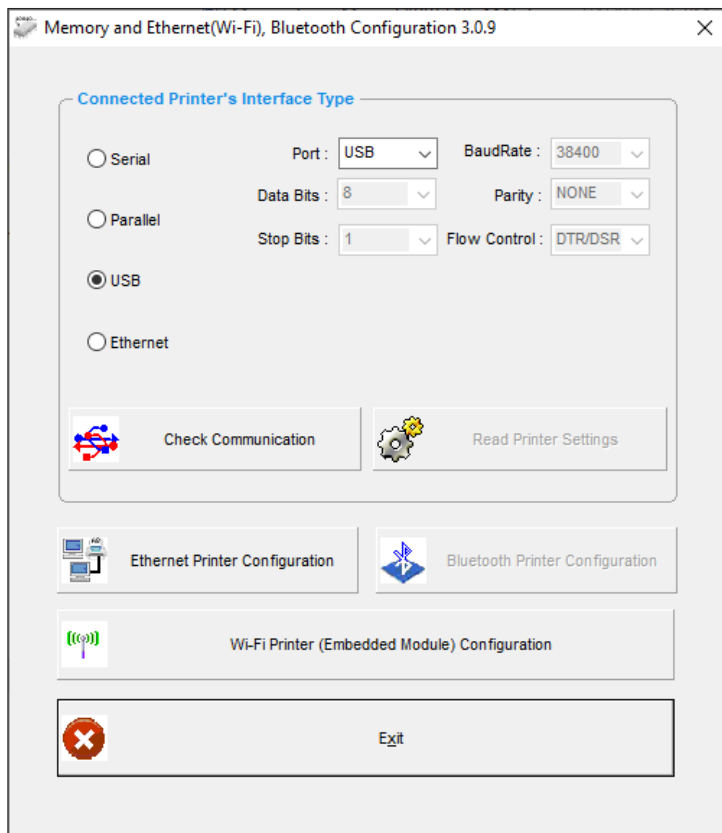 Memory and Ethernet(Wi-Fi), Bluetooth Configuration 3.0.9
Connected Printer's Interface Type
Serial
Port : USB
BaudRate : 38400
Data Bits : 8
Parity : NONE
Parallel
Stop Bits : 1
Flow Control : DTR/DSR
USB
Ethernet
Check Communication
Read Printer Settings
Ethernet Printer Configuration
Bluetooth Printer Configuration
Wi-Fi Printer (Embedded Module) Configuration
Exit